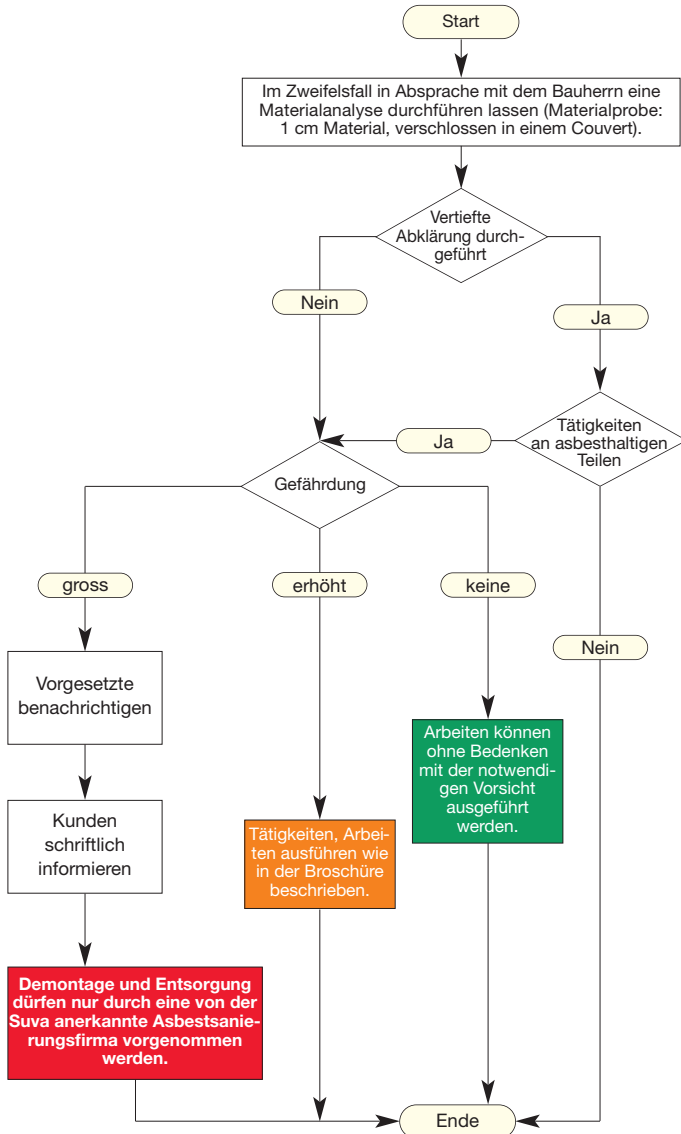 Start
Im Zweifelsfall in Absprache mit dem Bauherrn eine
Materialanalyse durchführen lassen (Materialprobe:
1 cm Material, verschlossen in einem Couvert).
Vertiefte
Abklärung durch-
geführt
Nein
Ja
Tätigkeiten
an asbesthaltigen
Teilen
Ja
Gefährdung
gross
erhöht
keine
Nein
Vorgesetzte
benachrichtigen
Arbeiten können
ohne Bedenken
mit der notwendi-
gen Vorsicht
ausgeführt
werden.
Kunden
schriftlich
informieren
Tätigkeiten, Arbei-
ten ausführen wie
in der Broschüre
beschrieben.
Demontage und Entsorgung
dürfen nur durch eine von der
Suva anerkannte Asbestsanie-
rungsfirma vorgenommen
werden.
Ende